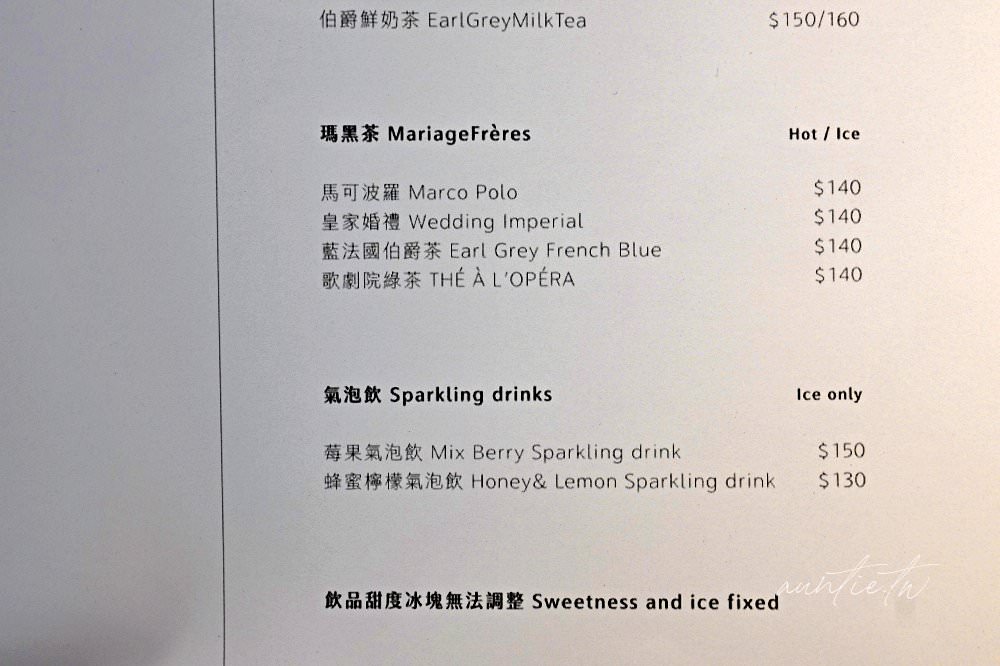 伯爵鮮奶茶 EarlGreyMilkTea $150/160
瑪黑茶 MariageFrères Hot / Ice
馬可波羅 Marco Polo $140
皇家婚禮 Wedding Imperial $140
藍法國伯爵茶 Earl Grey French Blue $140
歌劇院綠茶 THÉ À L'OPÉRA $140
氣泡飲 Sparkling drinks Ice only
莓果氣泡飲 Mix Berry Sparkling drink $150
蜂蜜檸檬氣泡飲 Honey& Lemon Sparkling drink $130
飲品甜度冰塊無法調整 Sweetness and ice fixed
auntie.tw